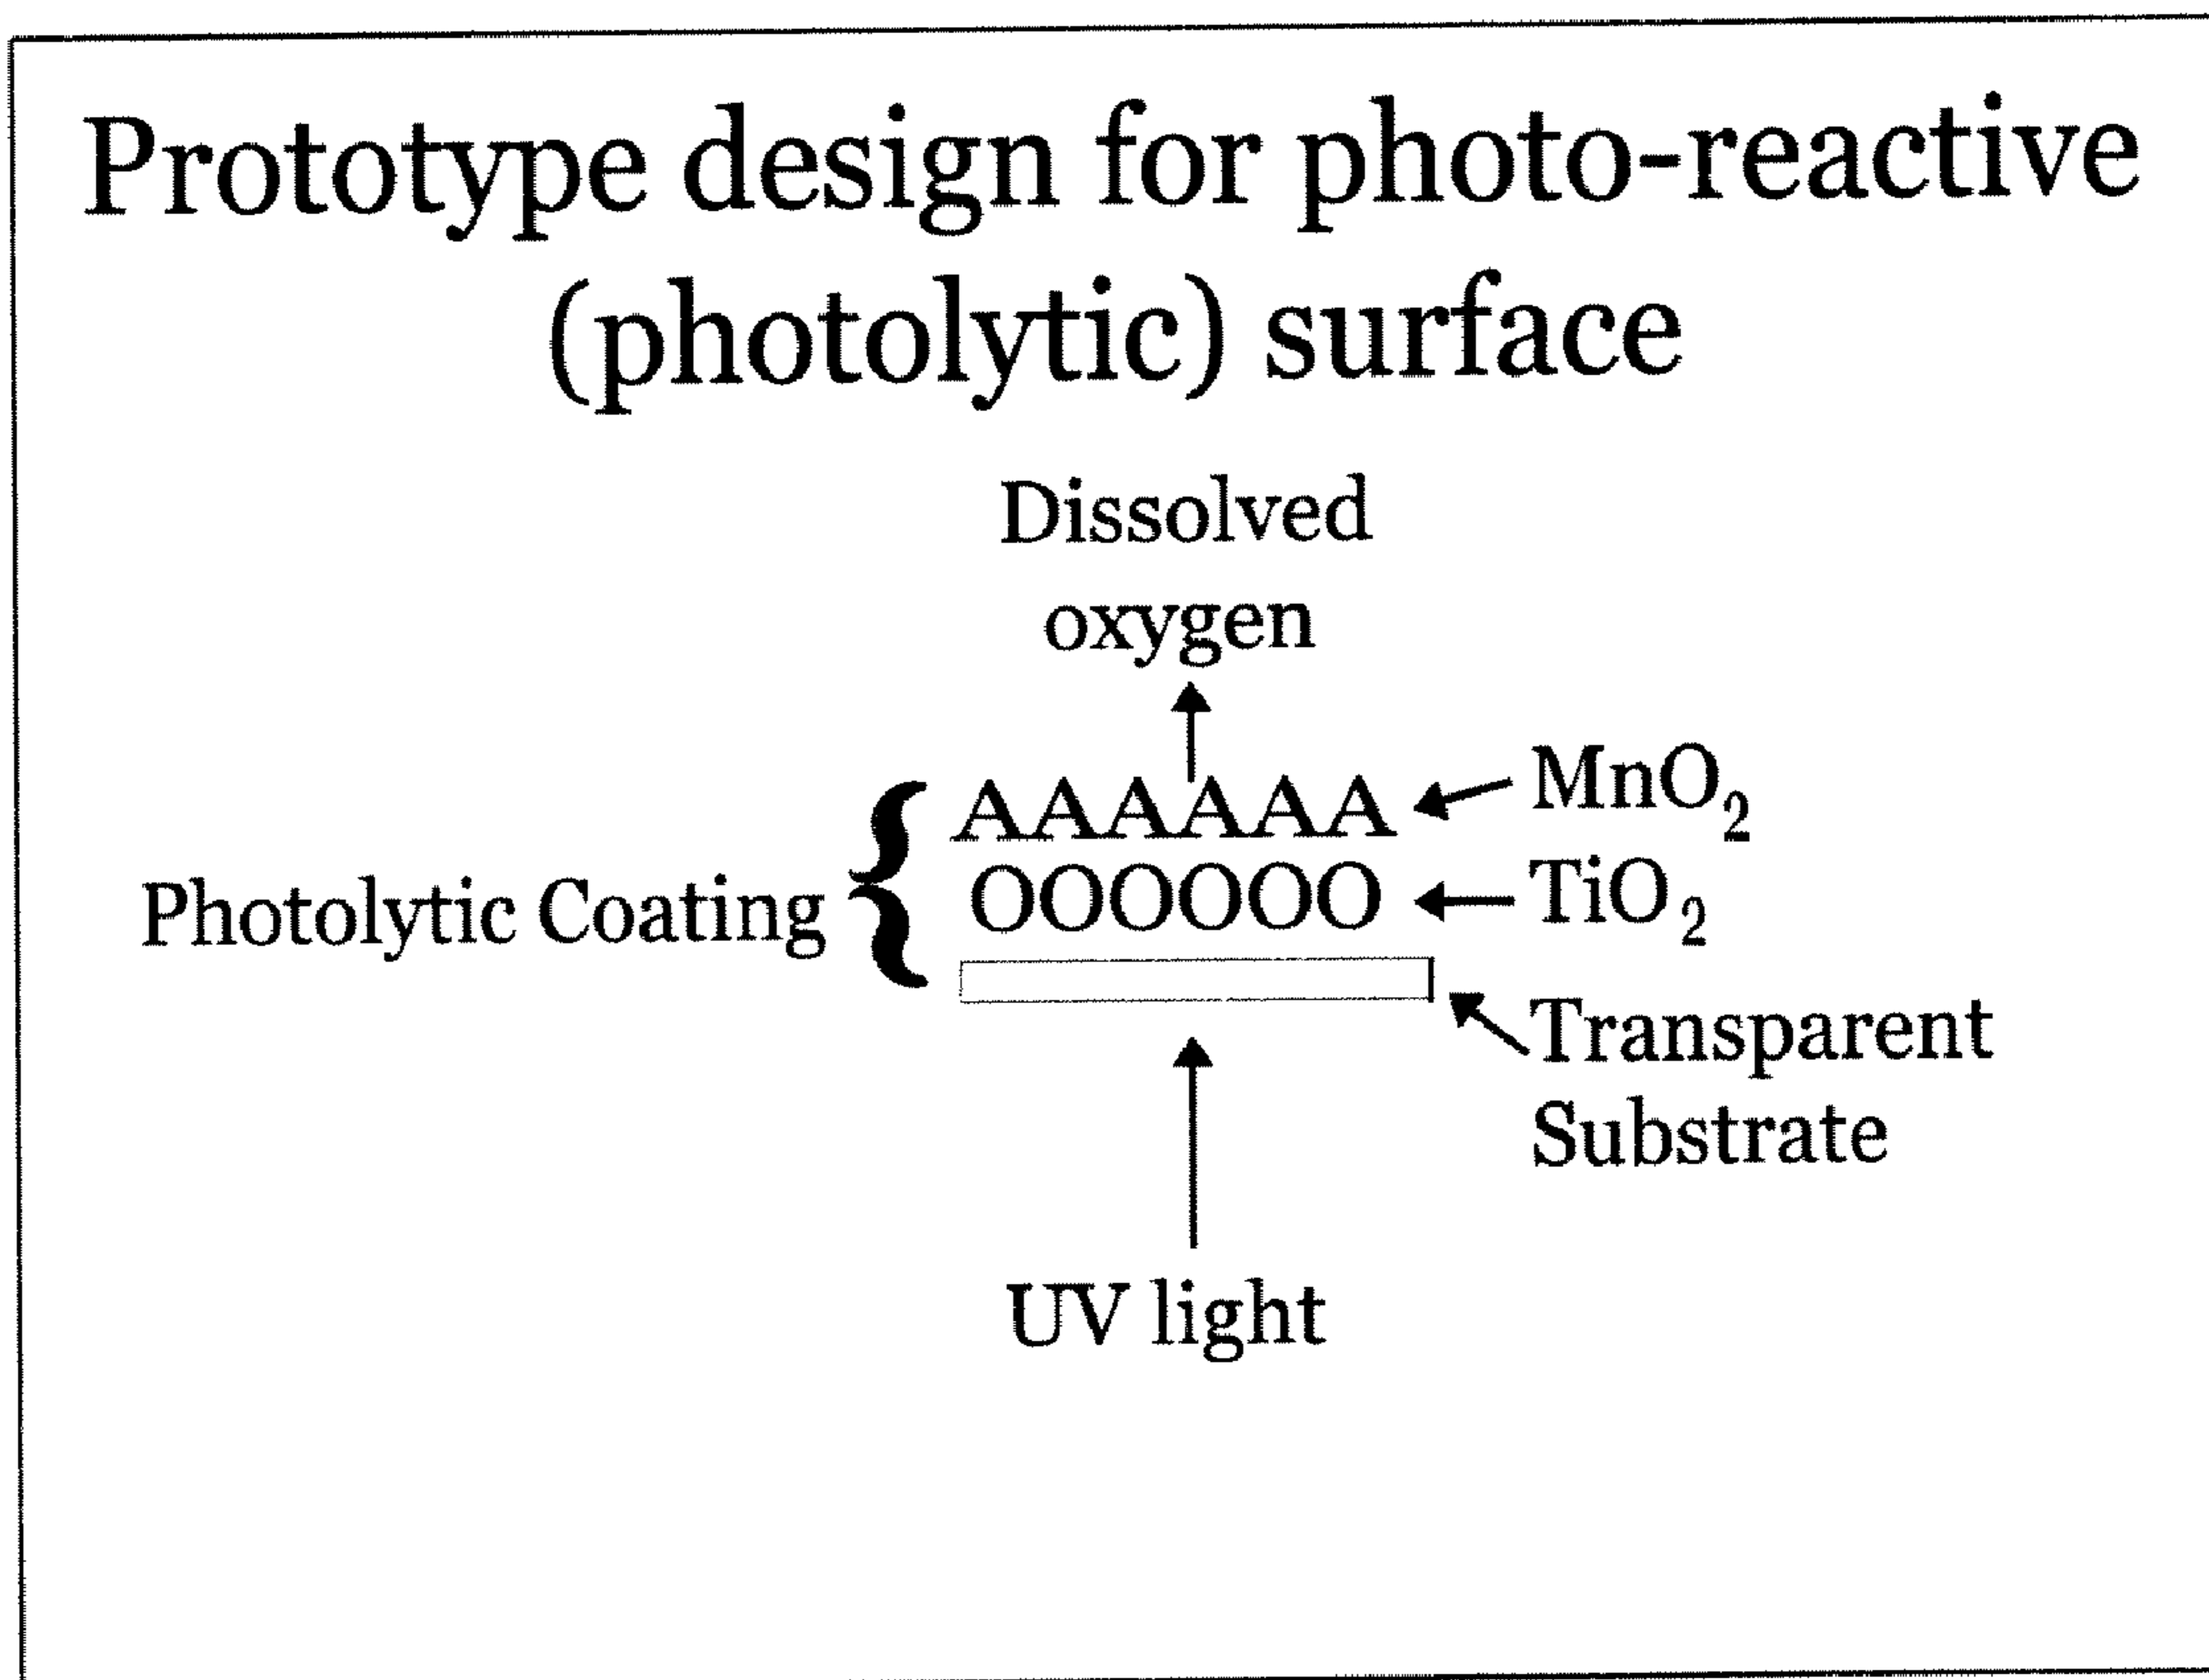 Prototype design for photo-reactive
(photolytic) surface
Dissolved
oxygen
AAAAAA
MnO₂
Photolytic Coating {
OOOOOO
TiO₂
Transparent
Substrate
UV light